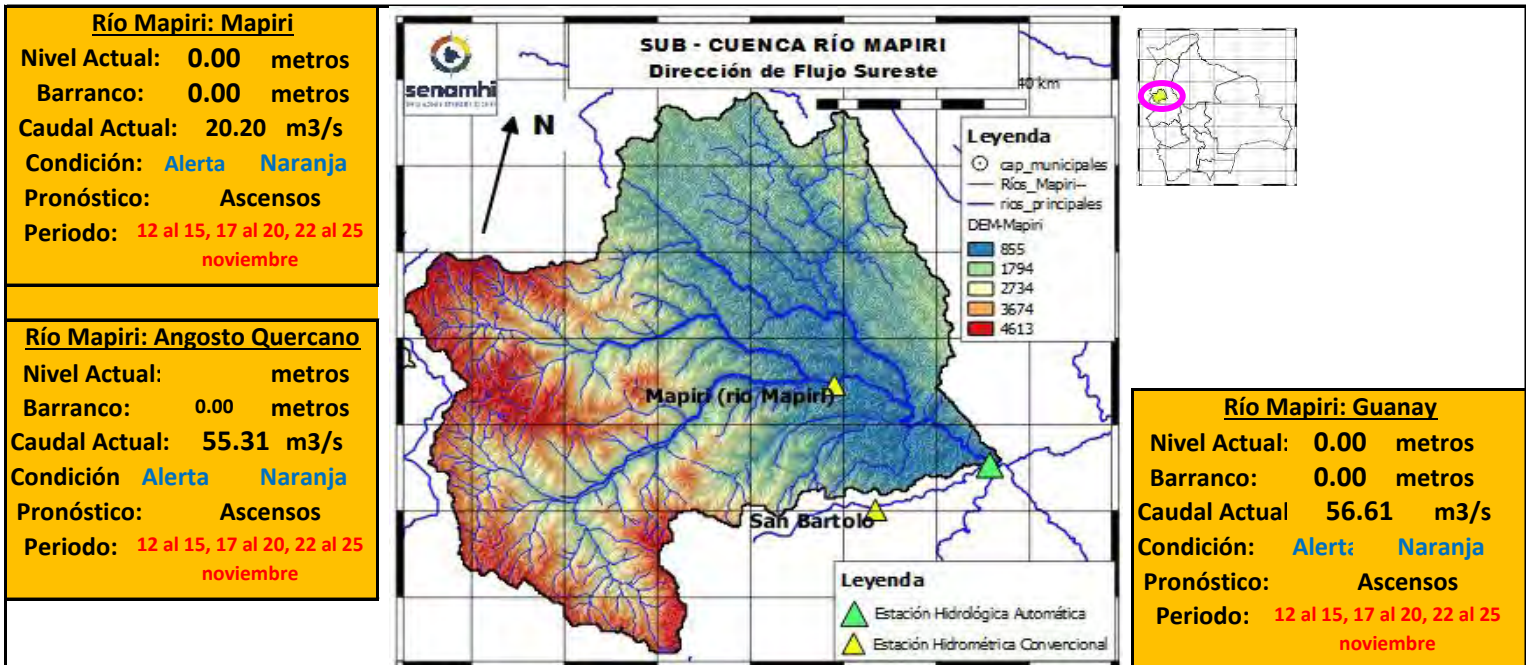 Río Mapiri: Mapiri
Nivel Actual: 0.00 metros
Barranco: 0.00 metros
Caudal Actual: 20.20 m3/s
Condición: Alerta Naranja
Pronóstico: Ascensos
Periodo: 12 al 15, 17 al 20, 22 al 25
noviembre
Río Mapiri: Angosto Quercano
Nivel Actual: metros
Barranco: 0.00 metros
Caudal Actual: 55.31 m3/s
Condición Alerta Naranja
Pronóstico: Ascensos
Periodo: 12 al 15, 17 al 20, 22 al 25
noviembre
senamhi
SUB - CUENCA RÍO MAPIRI
Dirección de Flujo Sureste
40 km
N
Leyenda
cap_municipales
Ríos_Mapiri--
rios_principales
DEM-Mapiri
855
1794
2734
3674
4613
Mapiri (rio Mapiri)
San Bartolo
Leyenda
Estación Hidrológica Automática
Estación Hidrométrica Convencional
Río Mapiri: Guanay
Nivel Actual: 0.00 metros
Barranco: 0.00 metros
Caudal Actual 56.61 m3/s
Condición: Alerta Naranja
Pronóstico: Ascensos
Periodo: 12 al 15, 17 al 20, 22 al 25
noviembre